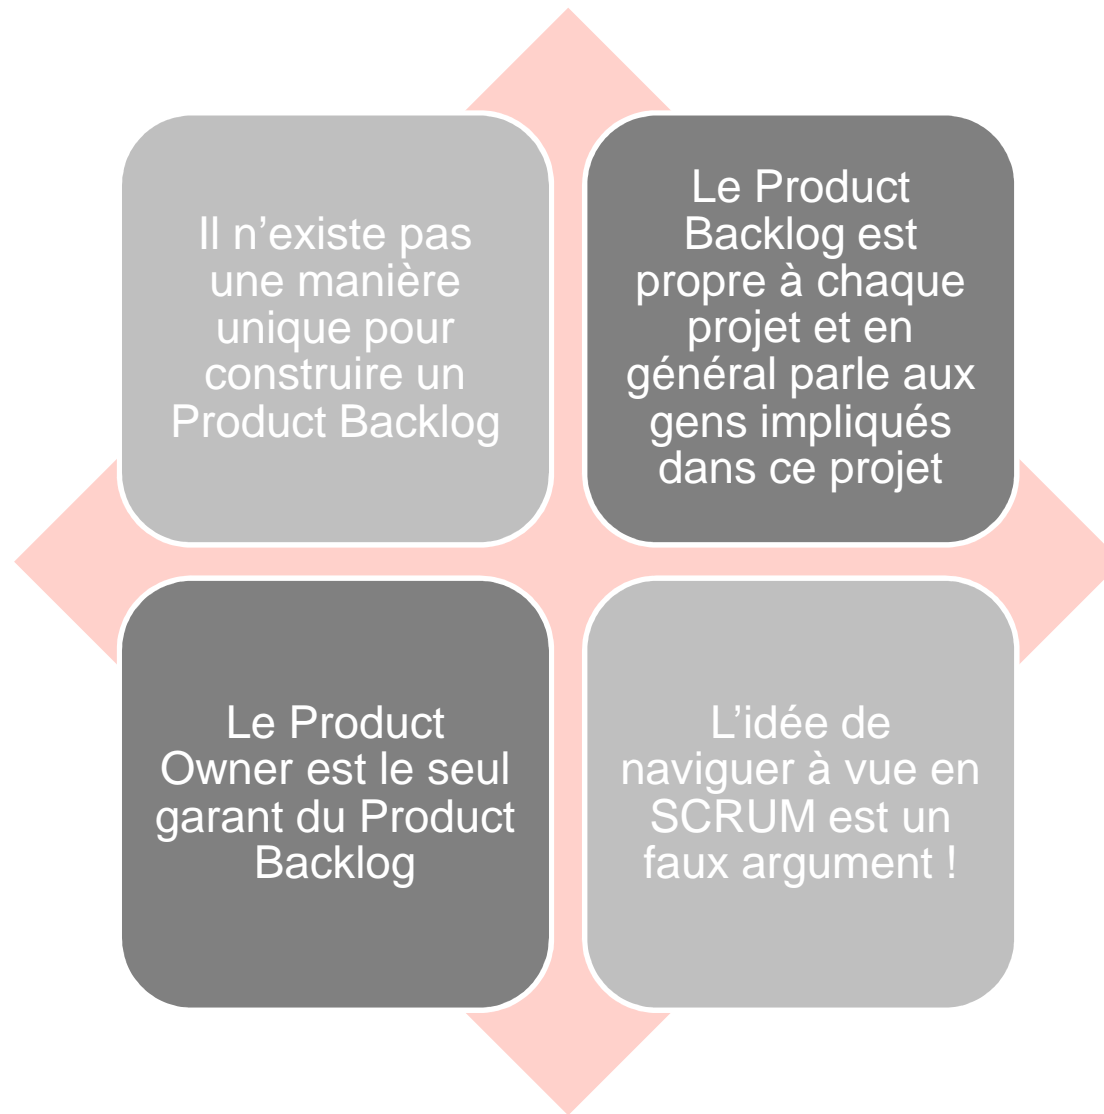 Il n’existe pas
une manière
unique pour
construire un
Product Backlog
Le Product
Backlog est
propre à chaque
projet et en
général parle aux
gens impliqués
dans ce projet
Le Product
Owner est le seul
garant du Product
Backlog
L’idée de
naviguer à vue en
SCRUM est un
faux argument !